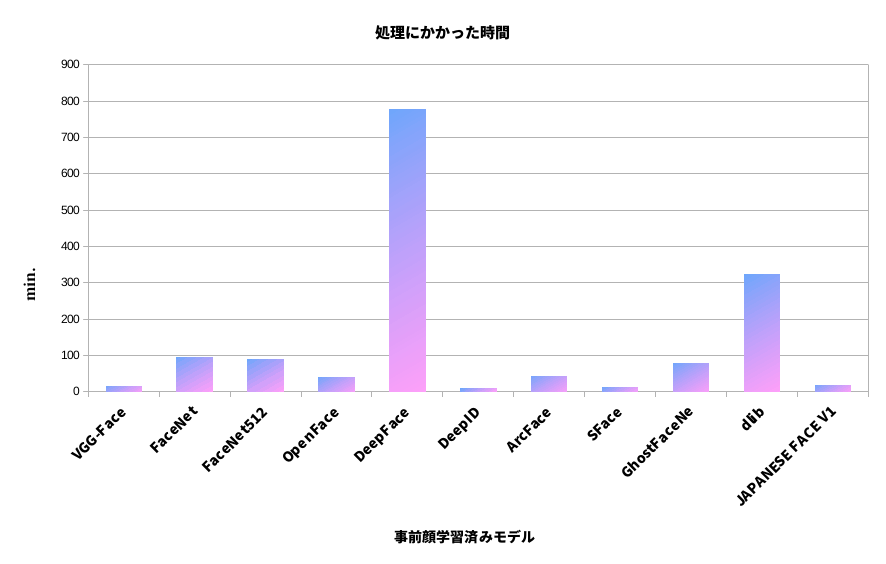 処理にかかった時間
900
800
700
600
500
400
300
200
100
0
min.
VGG-Face
FaceNet
FaceNet512
OpenFace
DeepFace
DeepID
ArcFace
SFace
GhostFaceNe
dlib
JAPANESE FACE V1
事前顔学習済みモデル